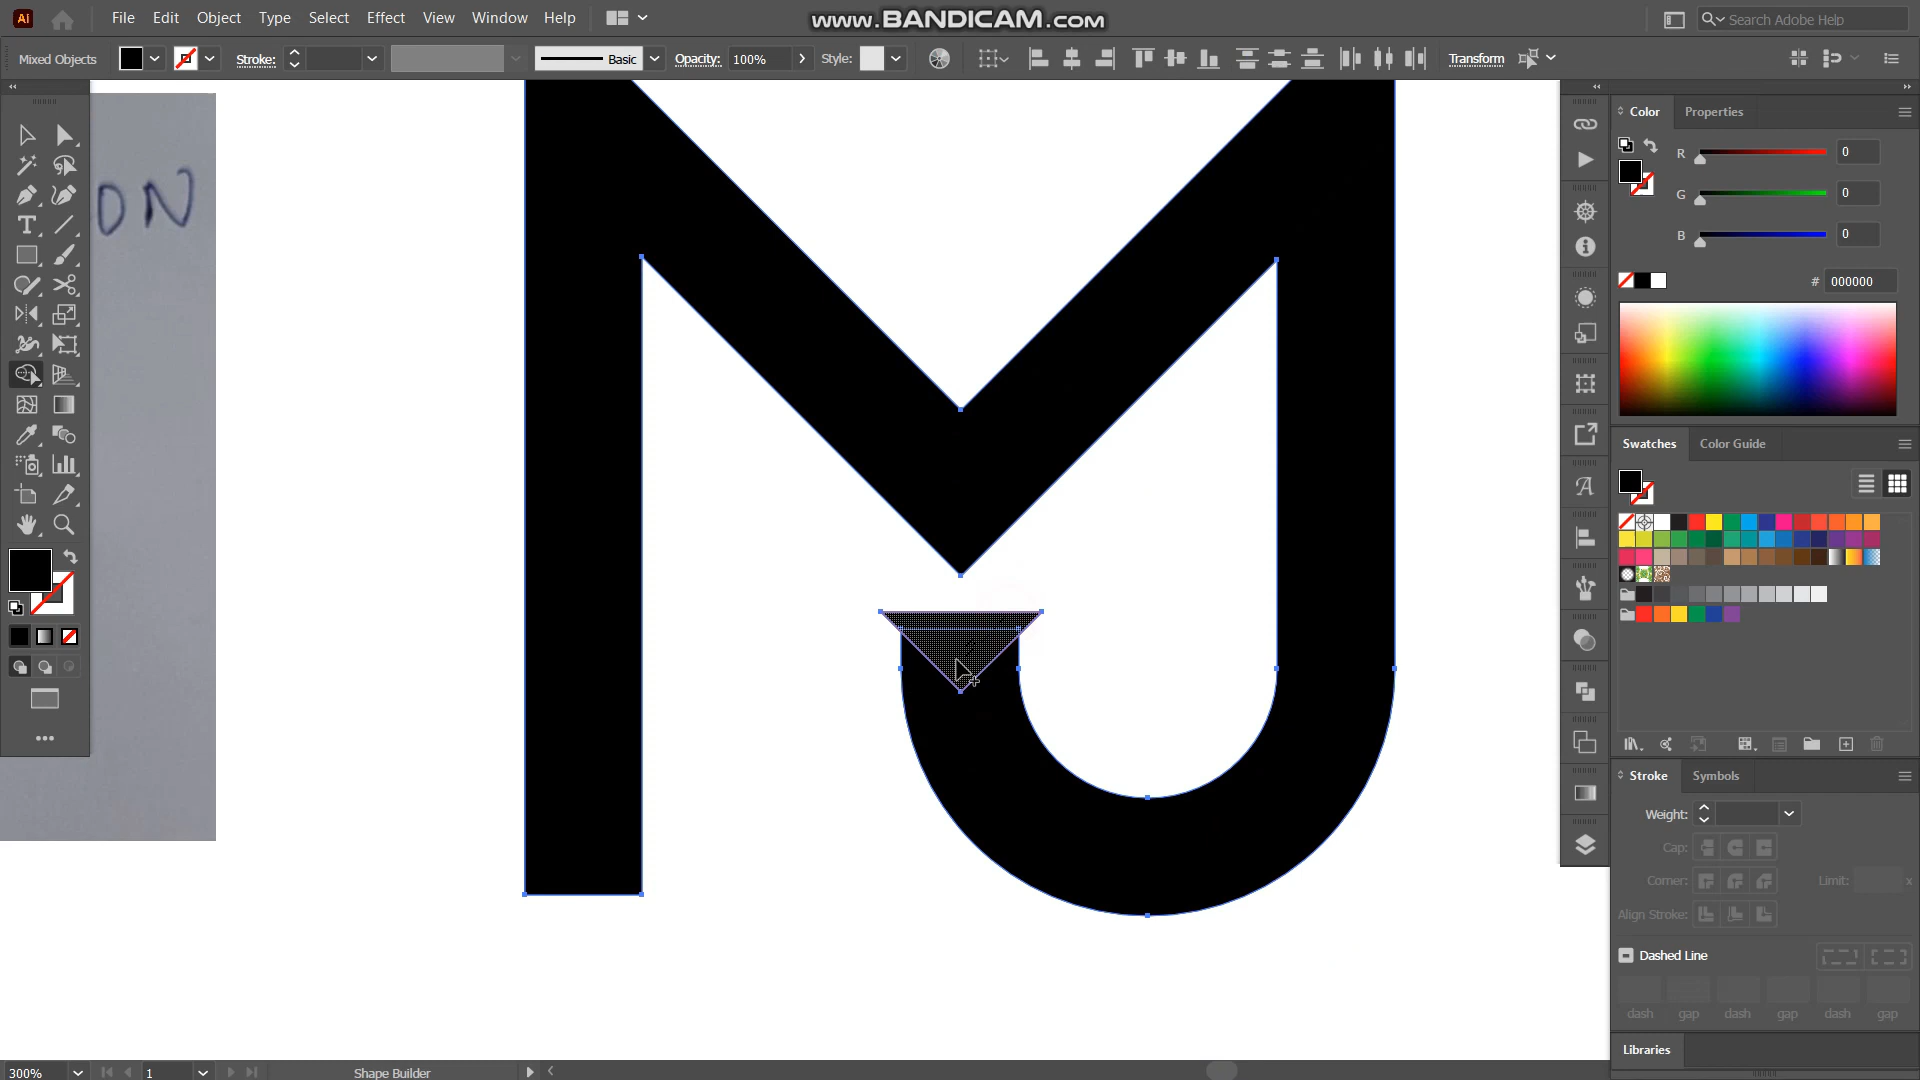 Ai File Edit Object Type Select Effect View Window Help
www.BANDICAM.com
Search Adobe Help
Mixed Objects Stroke: Basic Opacity: 100% Style: Transform
Color Properties
R 0
G 0
B 0
# 000000
ON
MJ
Swatches Color Guide
Stroke Symbols
Weight:
Cap:
Corner: Limit: x
Align Stroke:
Dashed Line
dash gap dash gap dash gap
Libraries
300% 1 Shape Builder